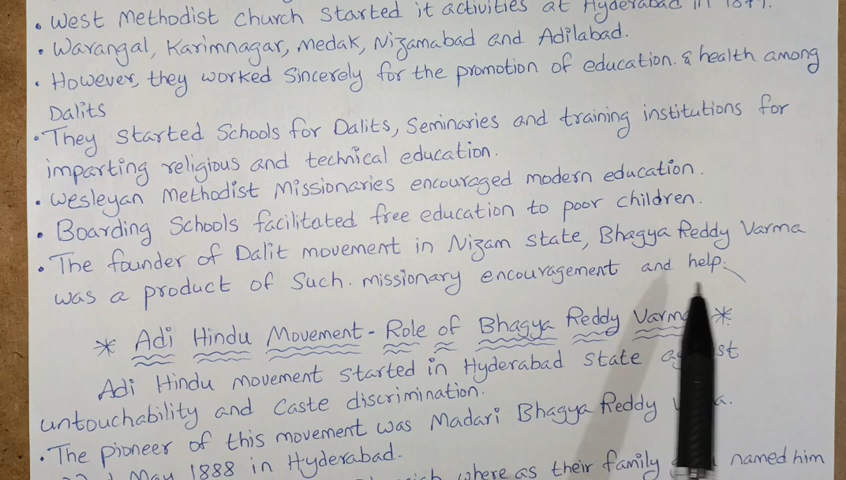 • West Methodist Church Started it activities at Hyderabad in
• Warangal, Karimnagar, Medak, Nizamabad and Adilabad.
• However, they worked Sincerely for the promotion of education. & health among
Dalits
• They started Schools for Dalits, Seminaries and training institutions for
imparting religious and technical education.
• Wesleyan Methodist Missionaries encouraged modern education.
• Boarding Schools facilitated free education to poor children.
• The founder of Dalit movement in Nizam state, Bhagya Reddy Varma
was a product of Such. missionary encouragement and help.
* Adi Hindu Movement - Role of Bhagya Reddy Varma *
Adi Hindu movement started in Hyderabad state
untouchability and Caste discrimination.
• The pioneer of this movement was Madari Bhagya Reddy
May 1888 in Hyderabad.
where as their family named him